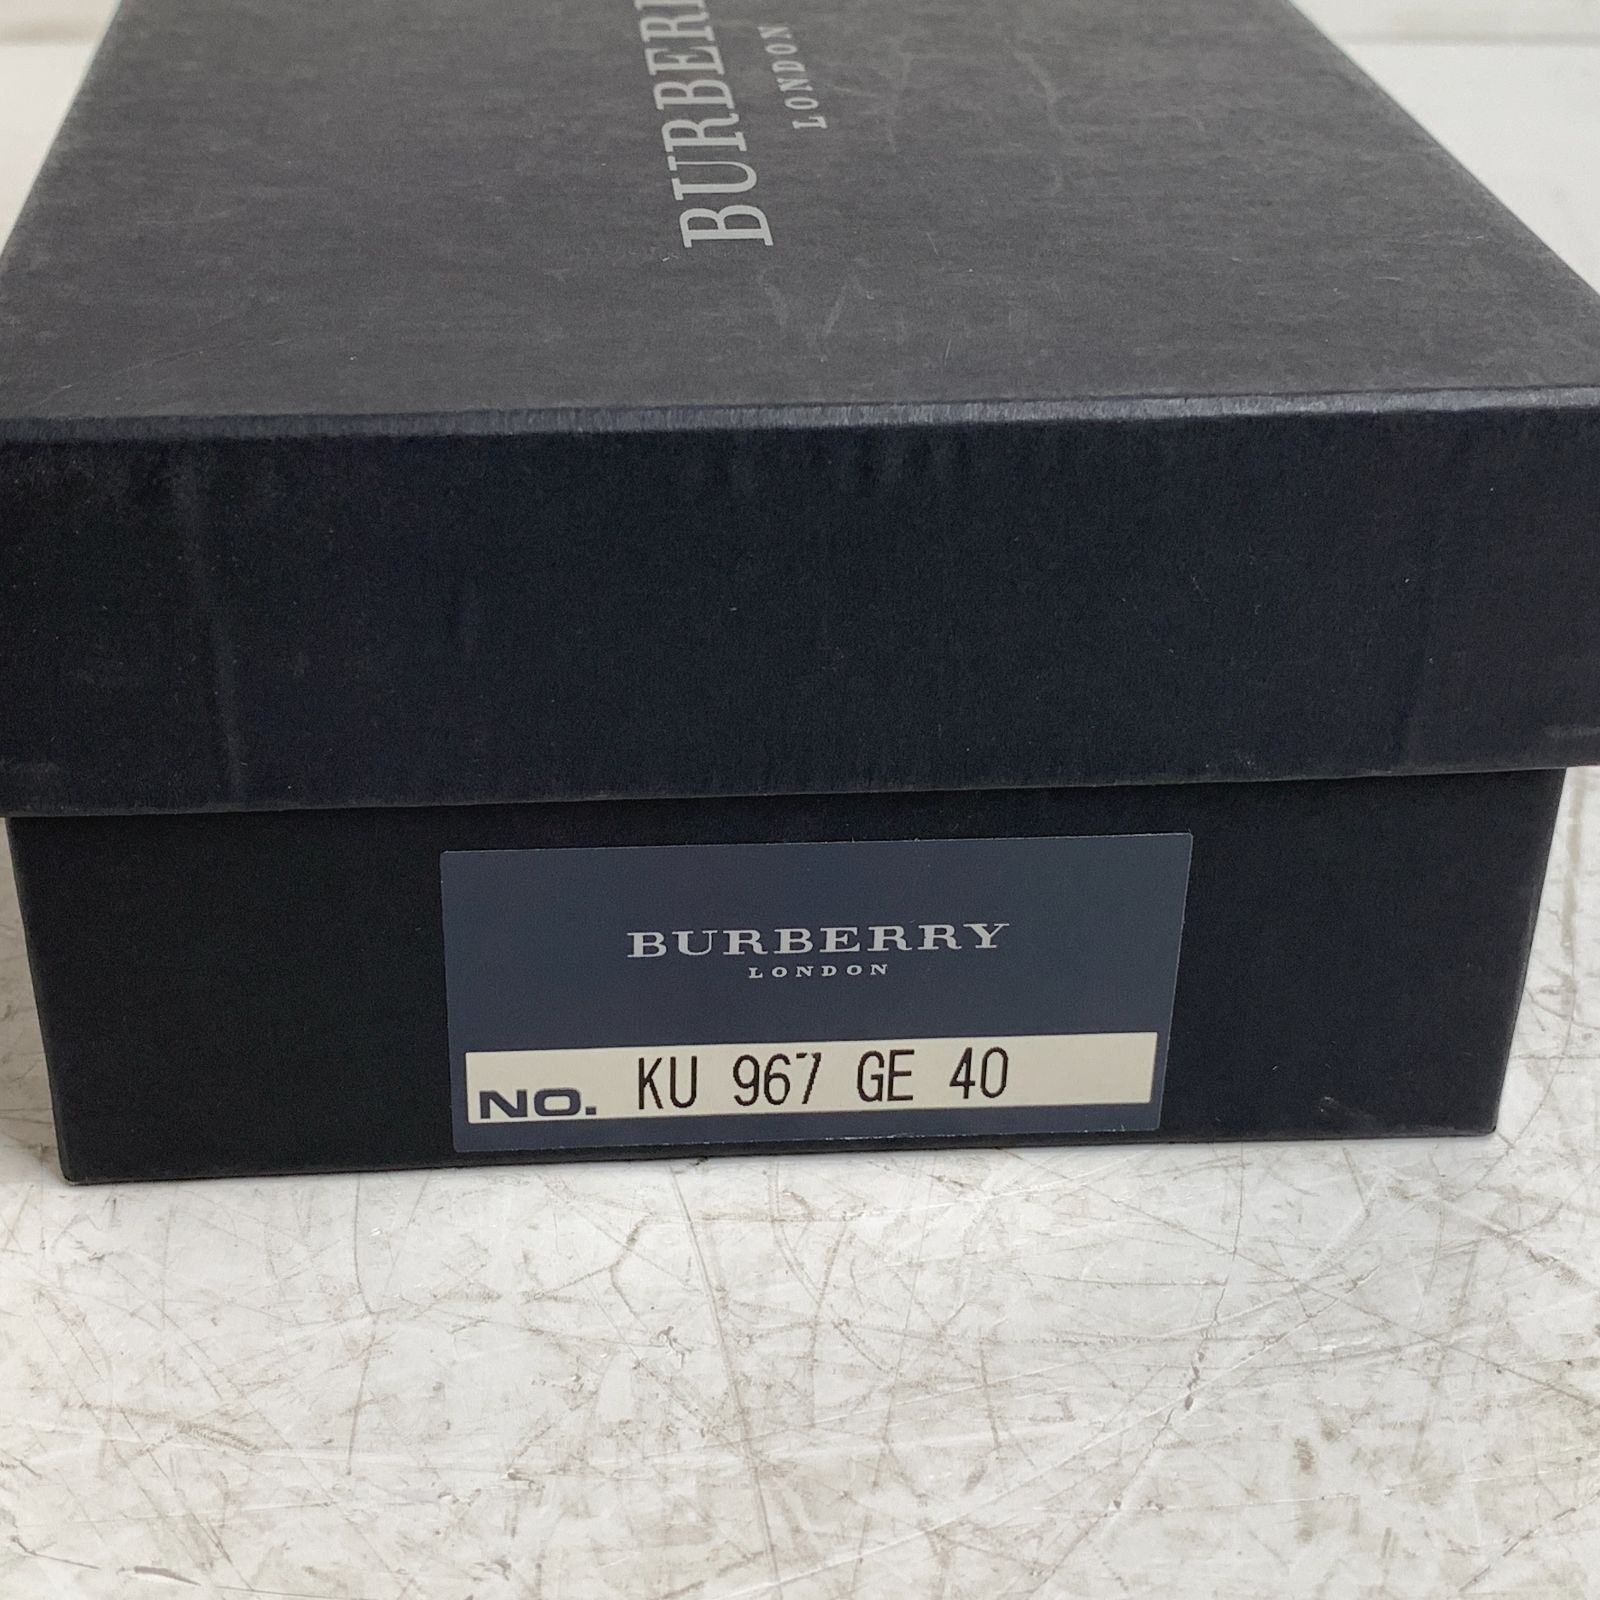 BURBERR
LONDON
BURBERRY
LONDON
NO. KU 967 GE 40